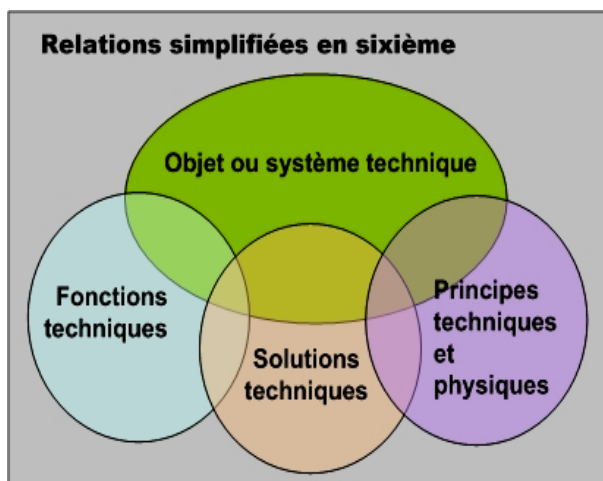 Relations simplifiées en sixième
Objet ou système technique
Fonctions
techniques
Solutions
techniques
Principes
techniques
et
physiques